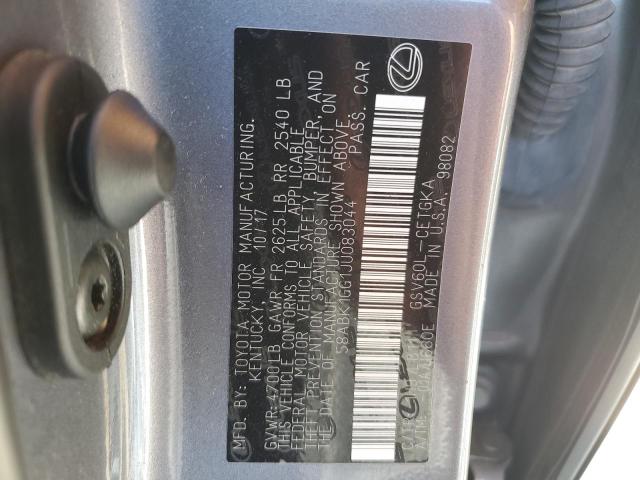 MFD. BY: TOYOTA MOTOR MANUFACTURING.
KENTUCKY, INC 10/17
GVWR 4700LB GAWR FR 2625LB RR 2540 LB
THIS VEHICLE CONFORMS TO ALL APPLICABLE
FEDERAL MOTOR VEHICLE SAFETY, BUMPER, AND
THEFT PREVENTION STANDARDS IN EFFECT ON
THE DATE OF MANUFACTURE SHOWN ABOVE.
58ABK1GG1JU083044 PASS. CAR
GSV60L-CETGKA
MADE IN U.S.A. 98082